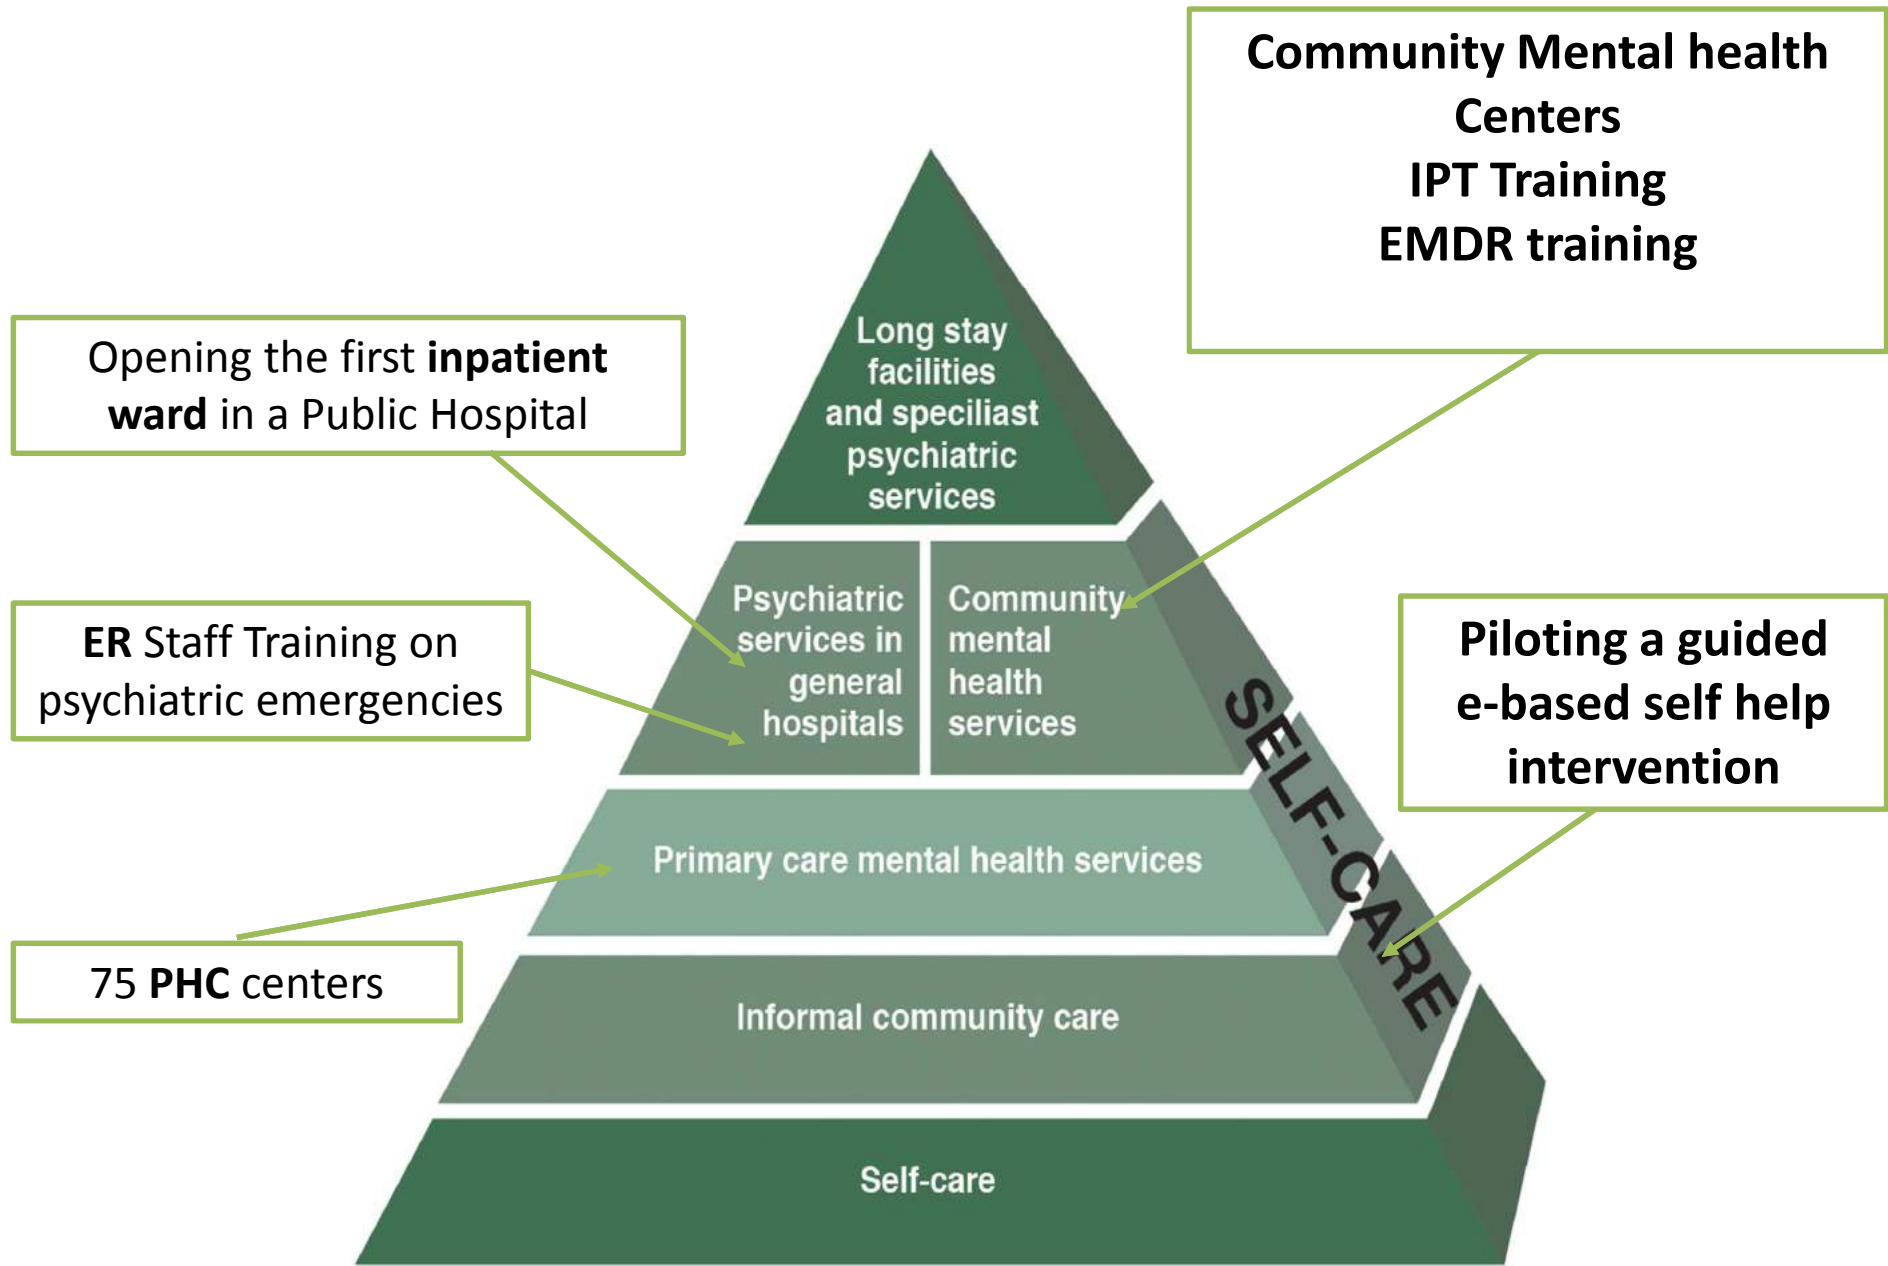 Community Mental health
Centers
IPT Training
EMDR training
Opening the first inpatient
ward in a Public Hospital
ER Staff Training on
psychiatric emergencies
75 PHC centers
Piloting a guided
e-based self help
intervention
Long stay
facilities
and speciliast
psychiatric
services
Psychiatric
services in
general
hospitals
Community
mental
health
services
Primary care mental health services
Informal community care
Self-care
SELF-CARE